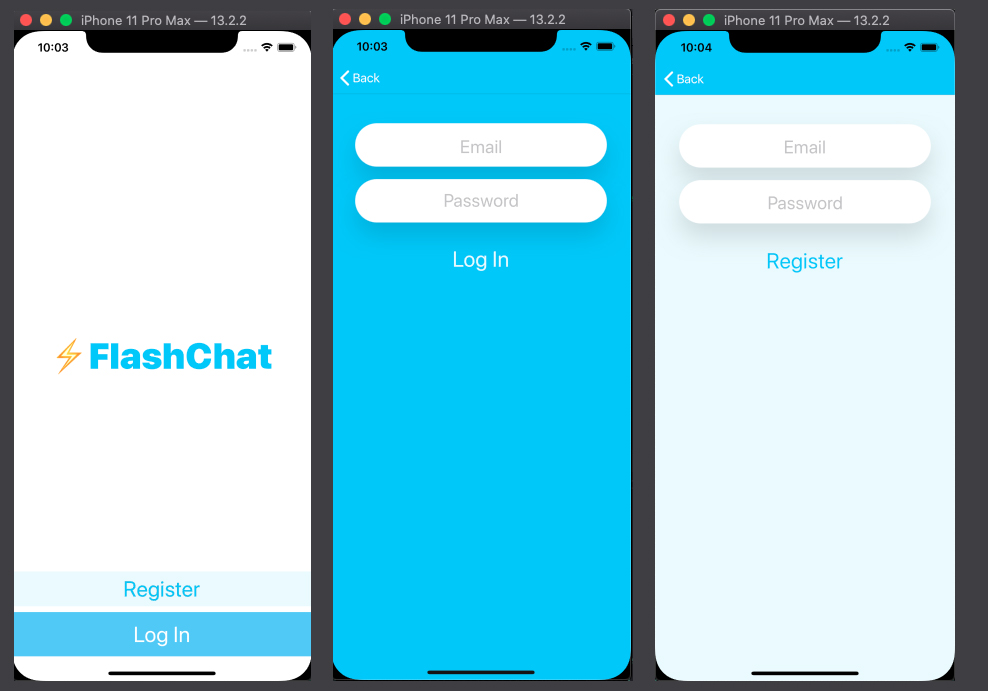 iPhone 11 Pro Max — 13.2.2
10:03
⚡FlashChat
Register
Log In
iPhone 11 Pro Max — 13.2.2
10:03
Back
Email
Password
Log In
iPhone 11 Pro Max — 13.2.2
10:04
Back
Email
Password
Register